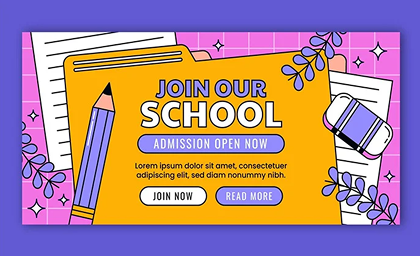 JOIN OUR
SCHOOL
ADMISSION OPEN NOW
Lorem ipsum dolor sit amet, consectetuer
adipiscing elit, sed diam nonummy nibh.
JOIN NOW READ MORE